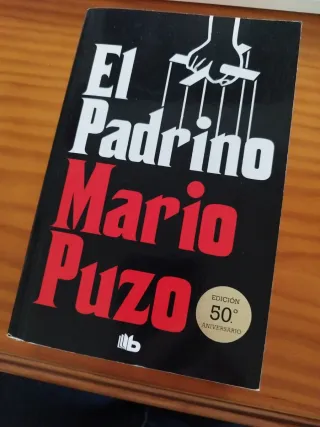 El
Padrino
Mario
Puzo
EDICIÓN
50.º
ANIVERSARIO
b